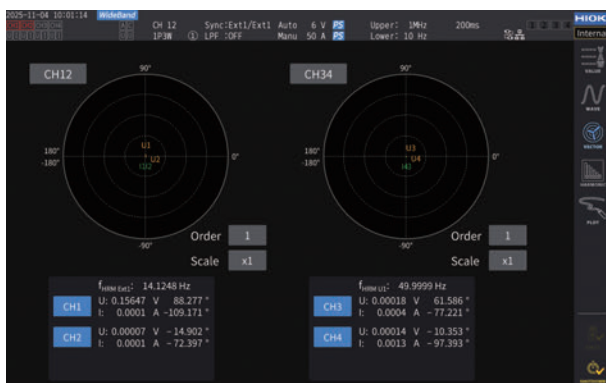 2025-11-04 10:01:14 WideBand CH 12 Sync:Ext1/Ext1 Auto 6 V PS Upper: 1MHz 200ms HIOKI
1P3W ① LPF :OFF Manu 50 A PS Lower: 10 Hz Interna
VALUE
WAVE
VECTOR
HARMONICS
PLOT
CH12 90° CH34 90°
U1 U3
180° U2 0° 180° U4 0°
-180° -180°
-90° -90°
Order 1 Order 1
Scale x1 Scale x1
fHRM Ext1: 14.1248 Hz
CH1 U: 0.15647 V 88.277 °
I: 0.0001 A -109.171 °
CH2 U: 0.00007 V - 14.902 °
I: 0.0001 A - 72.397 °
fHRM U1: 49.9999 Hz
CH3 U: 0.00018 V 61.586 °
I: 0.0004 A - 77.221 °
CH4 U: 0.00014 V - 10.353 °
I: 0.0013 A - 97.393 °